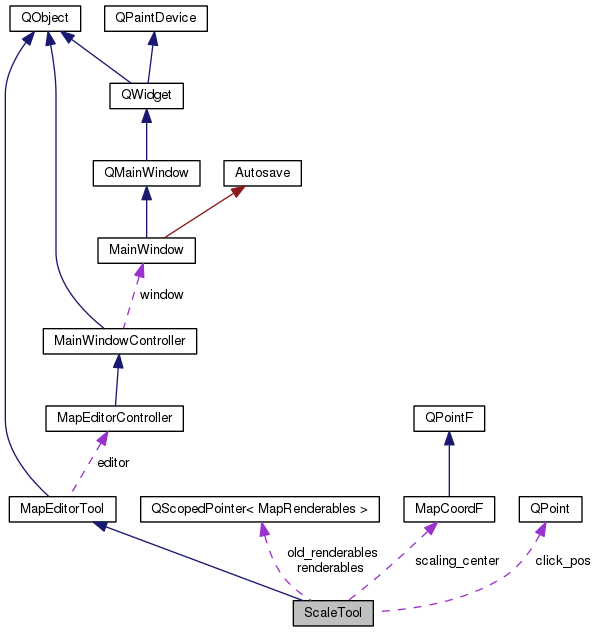 QObject
QPaintDevice
QWidget
QMainWindow
Autosave
MainWindow
window
MainWindowController
MapEditorController
QPointF
editor
MapEditorTool
QScopedPointer< MapRenderables >
MapCoordF
QPoint
old_renderables
renderables
scaling_center
click_pos
ScaleTool